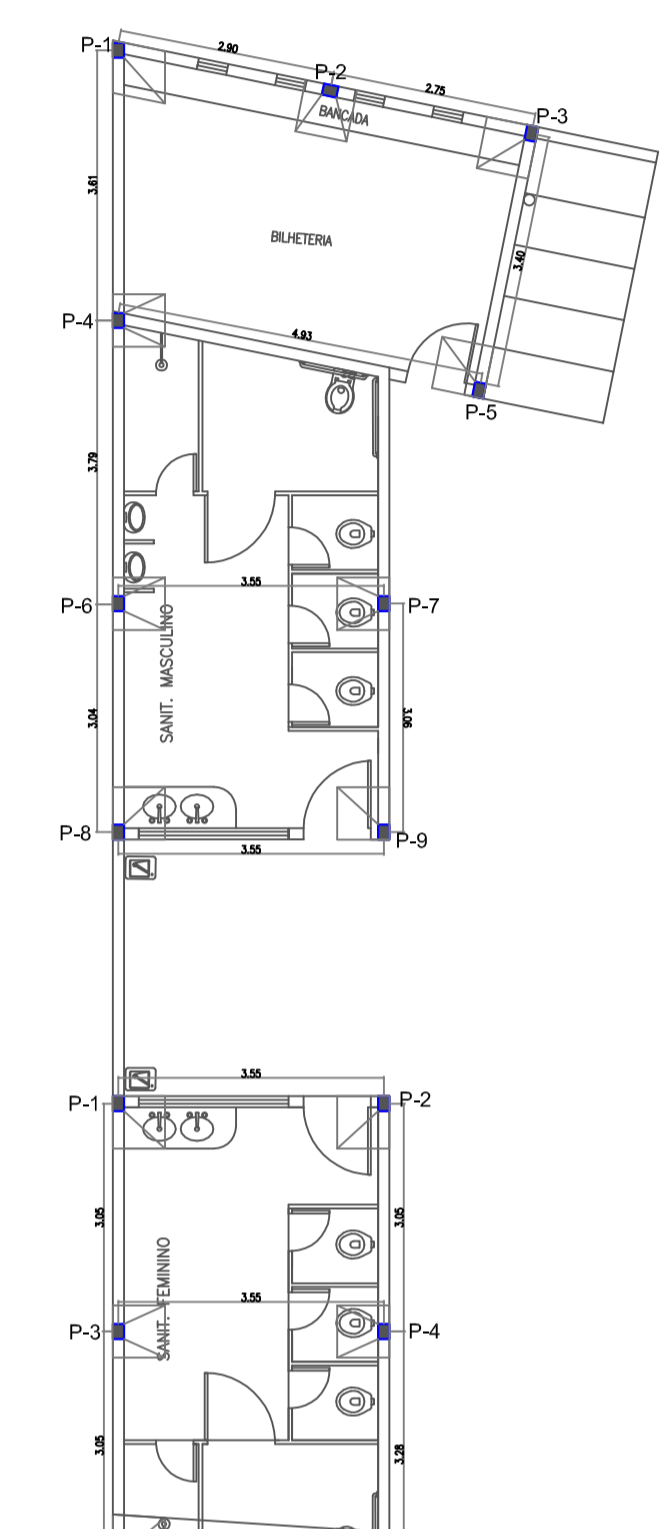 P-1
2.90
P-2
2.75
P-3
BANCADA
3.61
BILHETERIA
3.40
P-4
4.93
P-5
3.79
3.55
P-6
P-7
SANIT. MASCULINO
3.04
3.06
P-8
P-9
3.55
3.55
P-1
P-2
3.05
3.05
SANIT. FEMININO
3.55
P-3
P-4
3.05
3.28